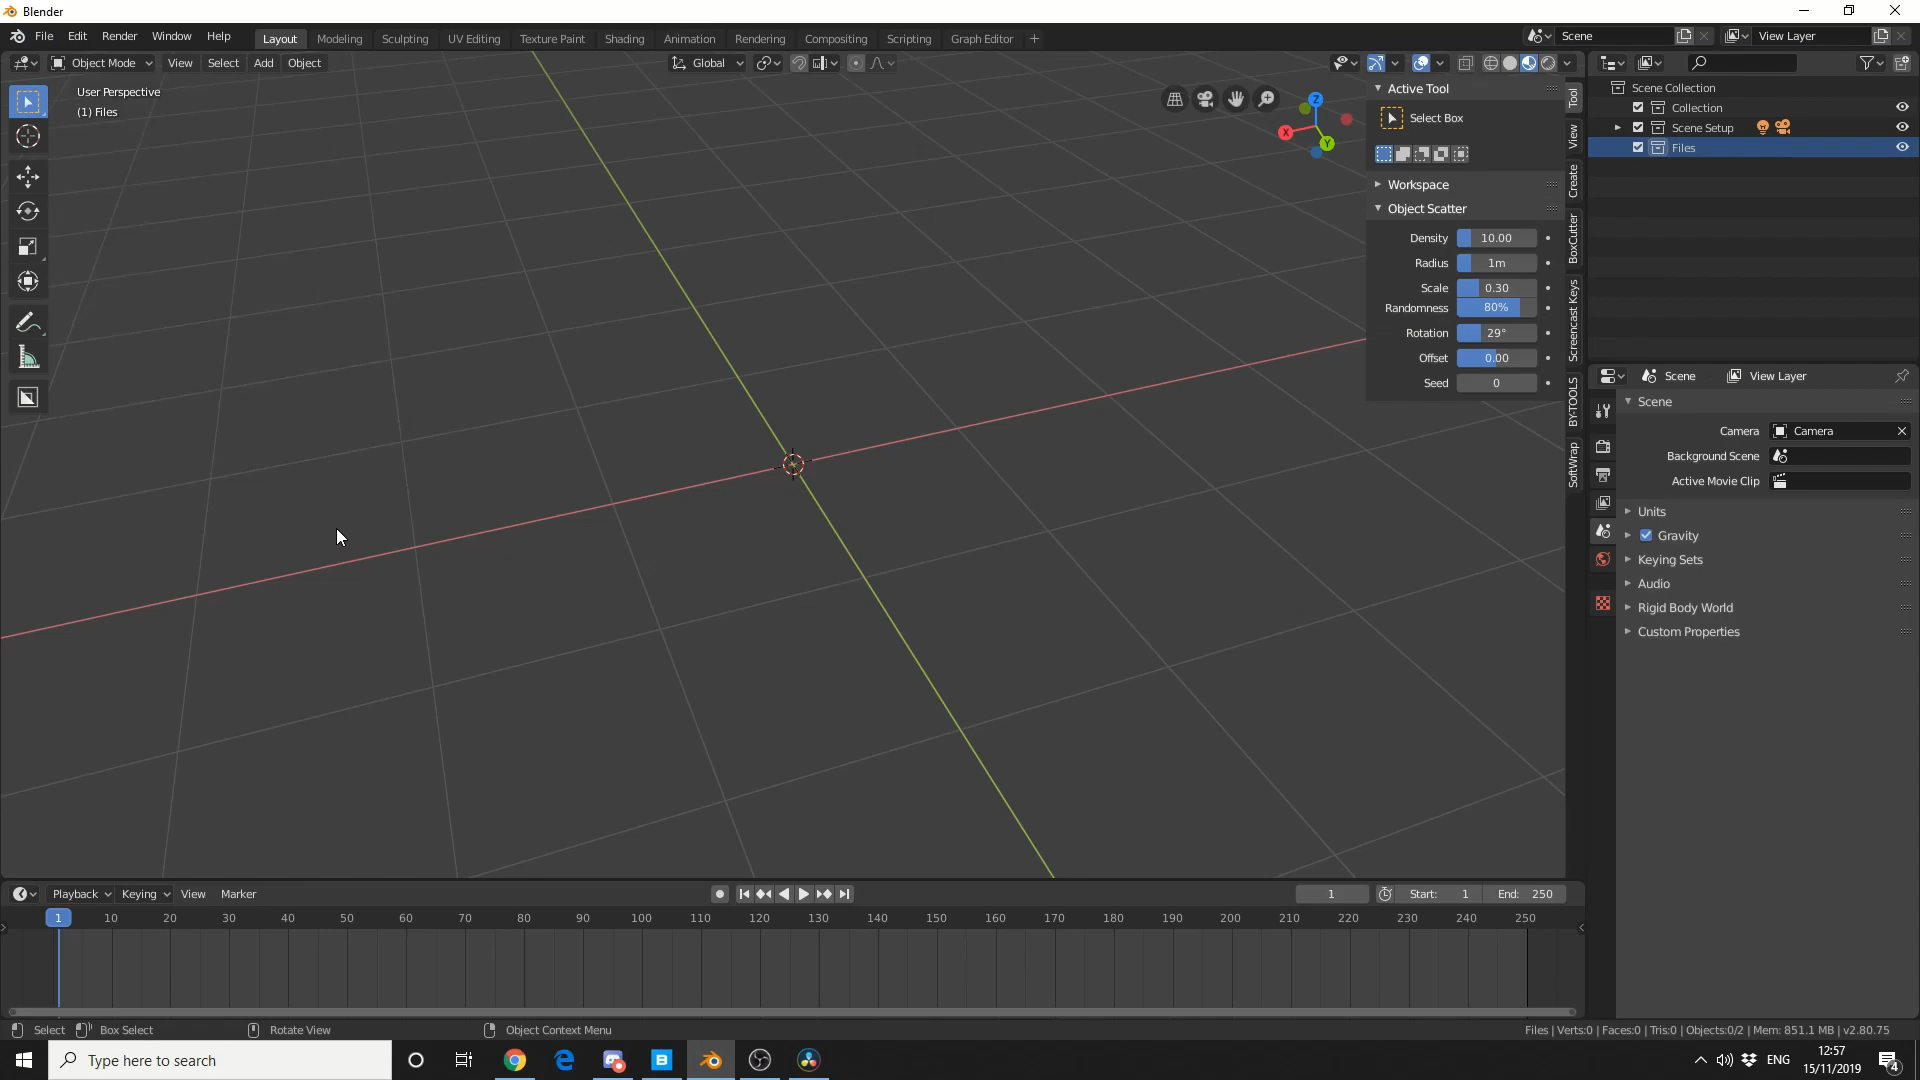 Blender
File Edit Render Window Help
Layout Modeling Sculpting UV Editing Texture Paint Shading Animation Rendering Compositing Scripting Graph Editor +
Scene View Layer
Object Mode View Select Add Object
Global
User Perspective
(1) Files
Z
X
Y
Active Tool
Select Box
Workspace
Object Scatter
Density 10.00
Radius 1m
Scale 0.30
Randomness 80%
Rotation 29°
Offset 0.00
Seed 0
Tool
View
Create
BoxCutter
Screencast Keys
BY-TOOLS
SoftWrap
Scene Collection
Collection
Scene Setup
Files
Scene View Layer
Scene
Camera Camera
Background Scene
Active Movie Clip
Units
Gravity
Keying Sets
Audio
Rigid Body World
Custom Properties
Playback Keying View Marker
1 Start: 1 End: 250
1 10 20 30 40 50 60 70 80 90 100 110 120 130 140 150 160 170 180 190 200 210 220 230 240 250
Select Box Select Rotate View Object Context Menu
Files | Verts:0 | Faces:0 | Tris:0 | Objects:0/2 | Mem: 851.1 MB | v2.80.75
Type here to search
ENG
12:57
15/11/2019
4